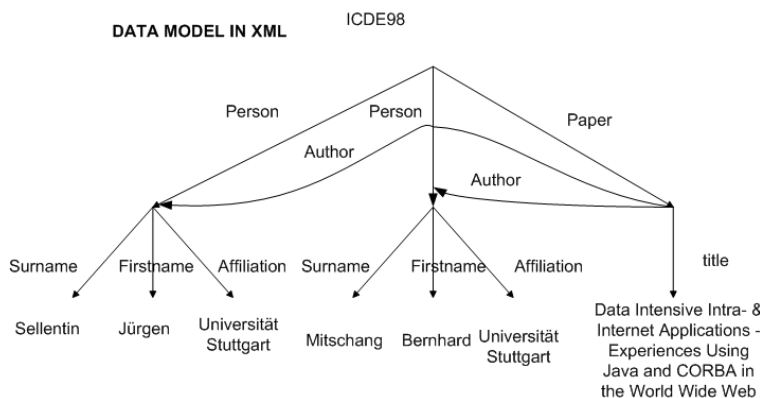 ICDE98
DATA MODEL IN XML
Person
Person
Paper
Author
Author
Surname
Firstname
Affiliation
Surname
Firstname
Affiliation
title
Sellentin
Jürgen
Universität
Stuttgart
Mitschang
Bernhard
Universität
Stuttgart
Data Intensive Intra- &
Internet Applications -
Experiences Using
Java and CORBA in
the World Wide Web